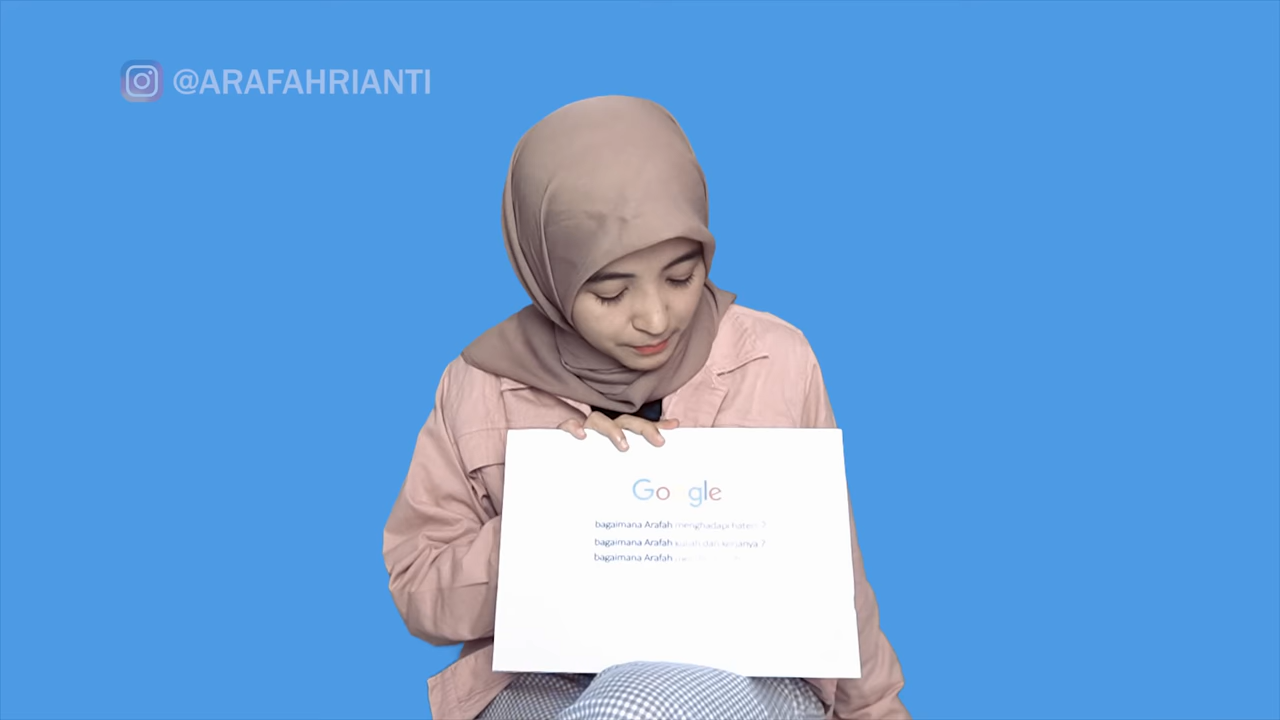 @ARAFAHRIANTI
Google
bagaimana Arafah menghadapi haters ?
bagaimana Arafah kuliah dan kerjanya ?
bagaimana Arafah